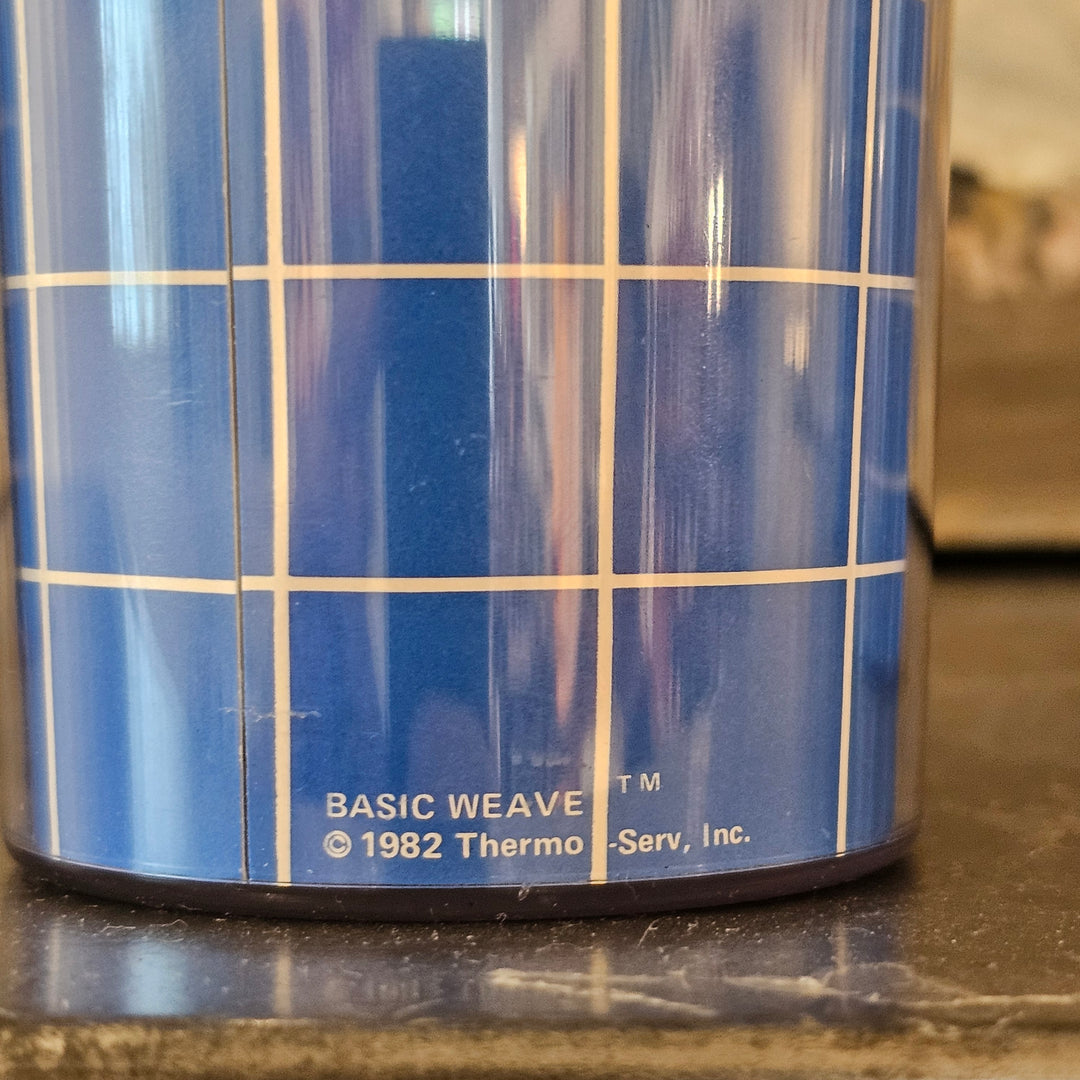 BASIC WEAVE ™
© 1982 Thermo-Serv, Inc.